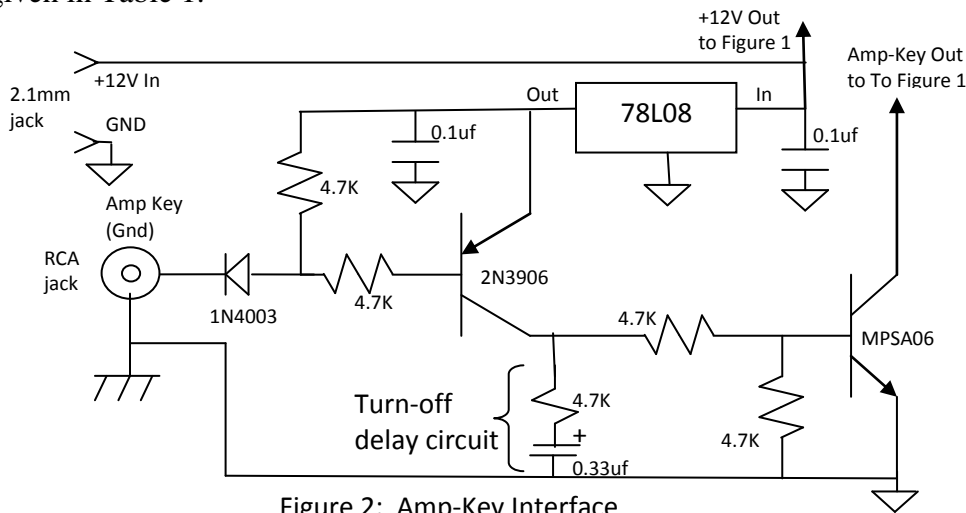 given in Table 1.
+12V Out
to Figure 1
Amp-Key Out
to To Figure 1
+12V In
2.1mm
jack
GND
Out
78L08
In
0.1uf
0.1uf
4.7K
Amp Key
(Gnd)
RCA
jack
1N4003
4.7K
2N3906
4.7K
MPSA06
Turn-off
delay circuit
4.7K
+
0.33uf
4.7K
Figure 2: Amp-Key Interface